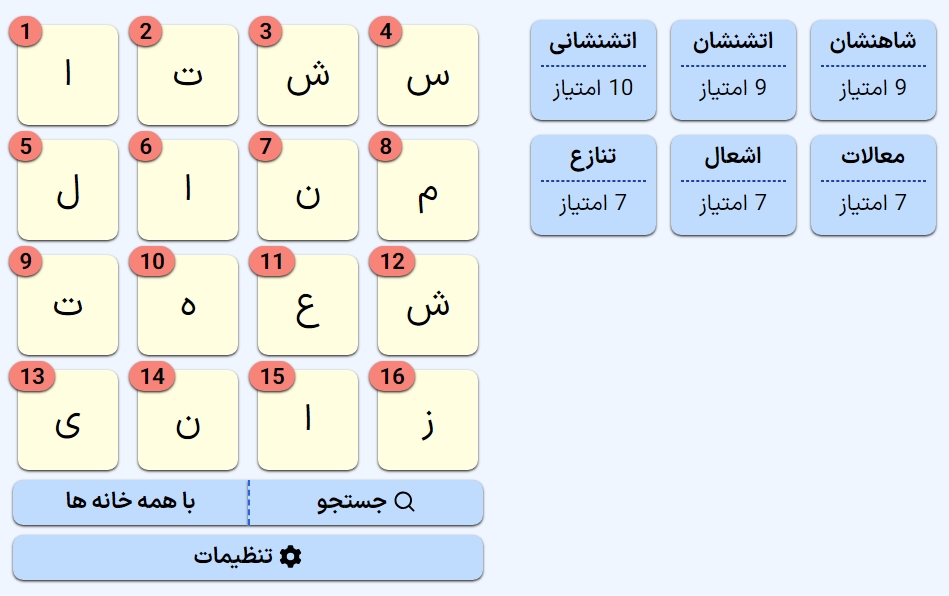 شاهنشان اتشنشان اتشنشانی
9 امتیاز 9 امتیاز 10 امتیاز
معالات اشعال تنازع
7 امتیاز 7 امتیاز 7 امتیاز
4 3 2 1
س ش ت ا
8 7 6 5
م ن ا ل
12 11 10 9
ش ع ه ت
16 15 14 13
ز ا ن ی
جستجو با همه خانه ها
تنظیمات